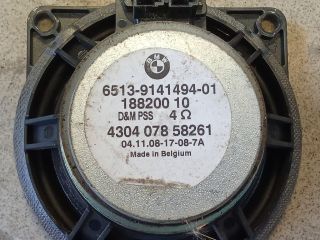 BMW
6513-9141494-01
188200 10
D&M PSS 4 Ω
4304 078 58261
04.11.08-17-08-7A
Made in Belgium